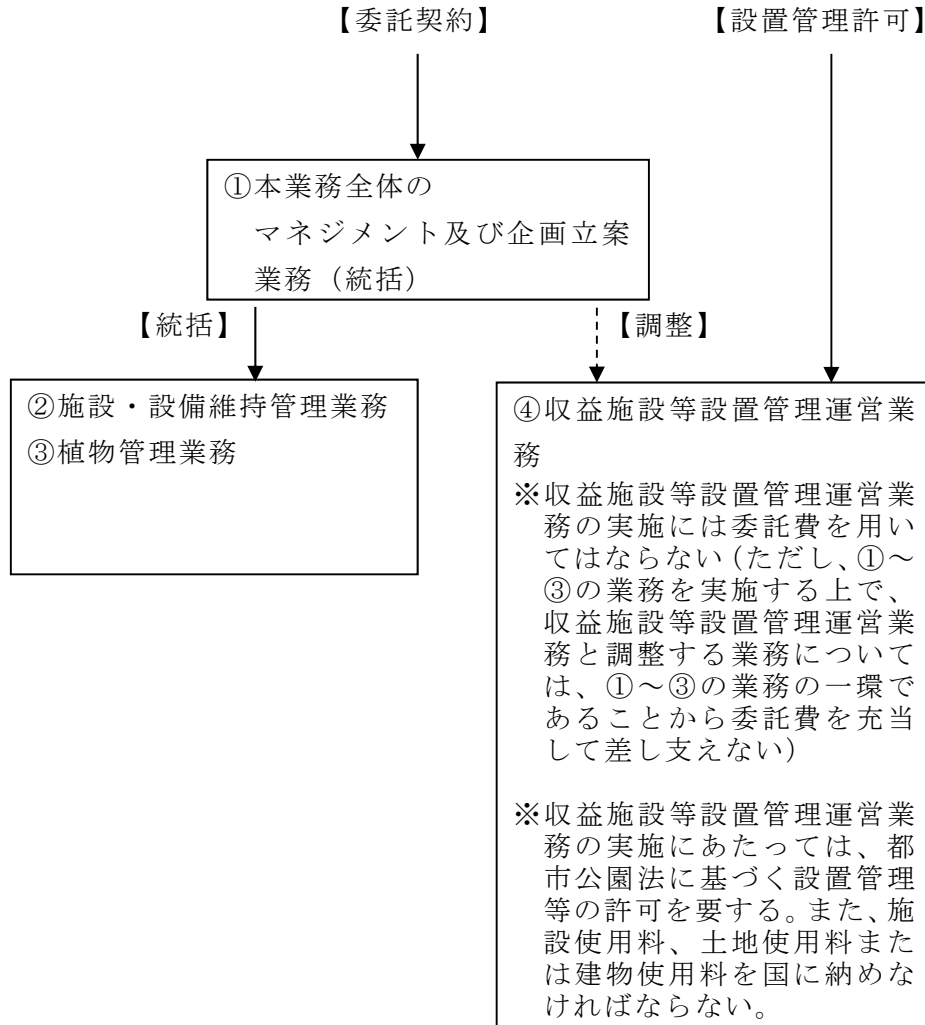 【委託契約】
【設置管理許可】
①本業務全体の
マネジメント及び企画立案
業務（統括）
【統括】
【調整】
②施設・設備維持管理業務
③植物管理業務
④収益施設等設置管理運営業
務
※収益施設等設置管理運営業
務の実施には委託費を用い
てはならない（ただし、①～
③の業務を実施する上で、
収益施設等設置管理運営業
務と調整する業務について
は、①～③の業務の一環で
あることから委託費を充当
して差し支えない）
※収益施設等設置管理運営業
務の実施にあたっては、都
市公園法に基づく設置管理
等の許可を要する。また、施
設使用料、土地使用料また
は建物使用料を国に納めな
ければならない。